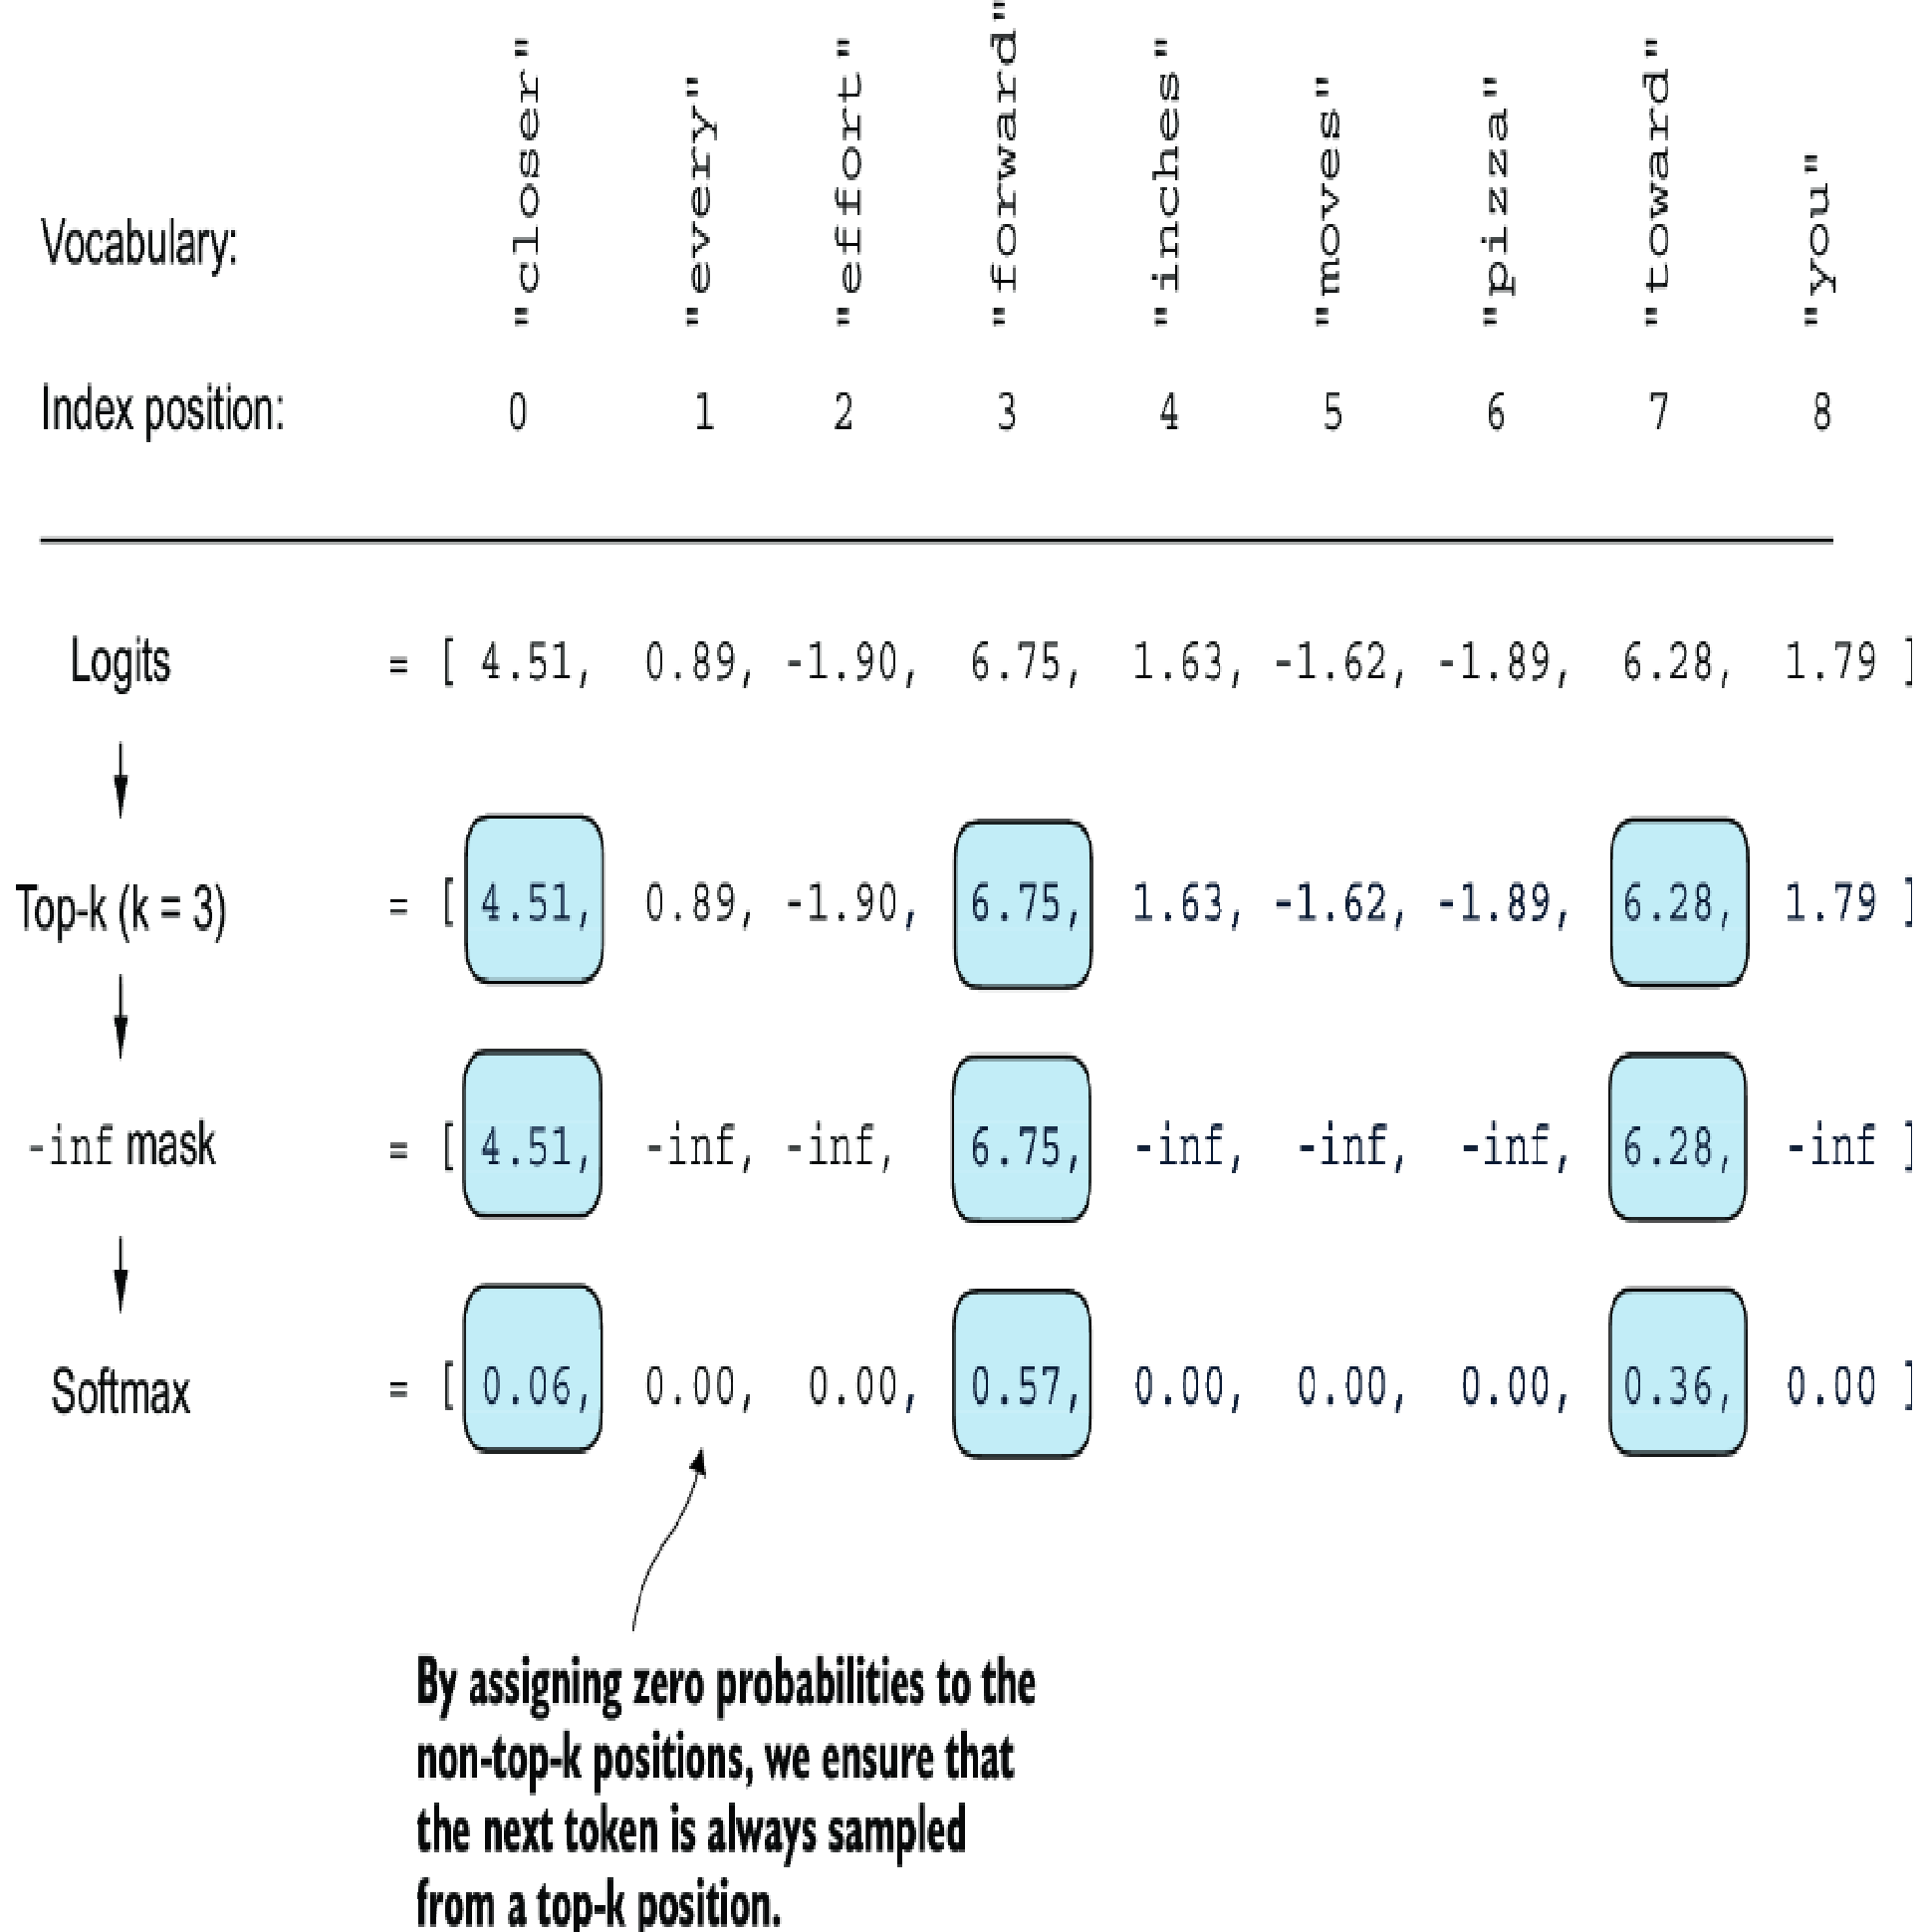 Vocabulary: "closer" "every" "effort" "forward" "inches" "moves" "pizza" "toward" "you"
Index position: 0 1 2 3 4 5 6 7 8
Logits = [ 4.51, 0.89, -1.90, 6.75, 1.63, -1.62, -1.89, 6.28, 1.79 ]
Top-k (k = 3) = [ 4.51, 0.89, -1.90, 6.75, 1.63, -1.62, -1.89, 6.28, 1.79 ]
-inf mask = [ 4.51, -inf, -inf, 6.75, -inf, -inf, -inf, 6.28, -inf ]
Softmax = [ 0.06, 0.00, 0.00, 0.57, 0.00, 0.00, 0.00, 0.36, 0.00 ]
By assigning zero probabilities to the
non-top-k positions, we ensure that
the next token is always sampled
from a top-k position.